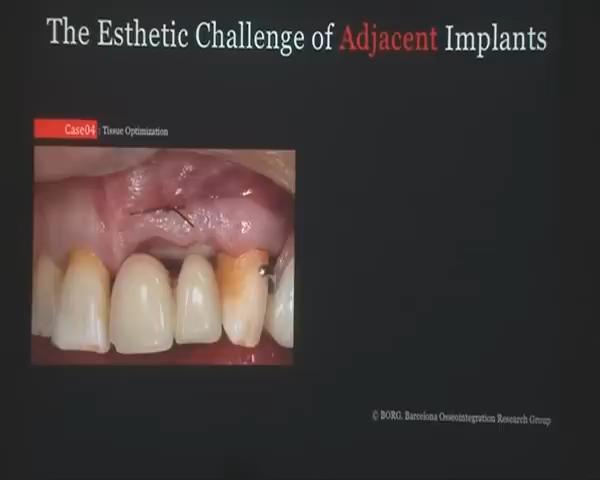 The Esthetic Challenge of Adjacent Implants
Case04 : Tissue Optimization
© BORG. Barcelona Osseointegration Research Group